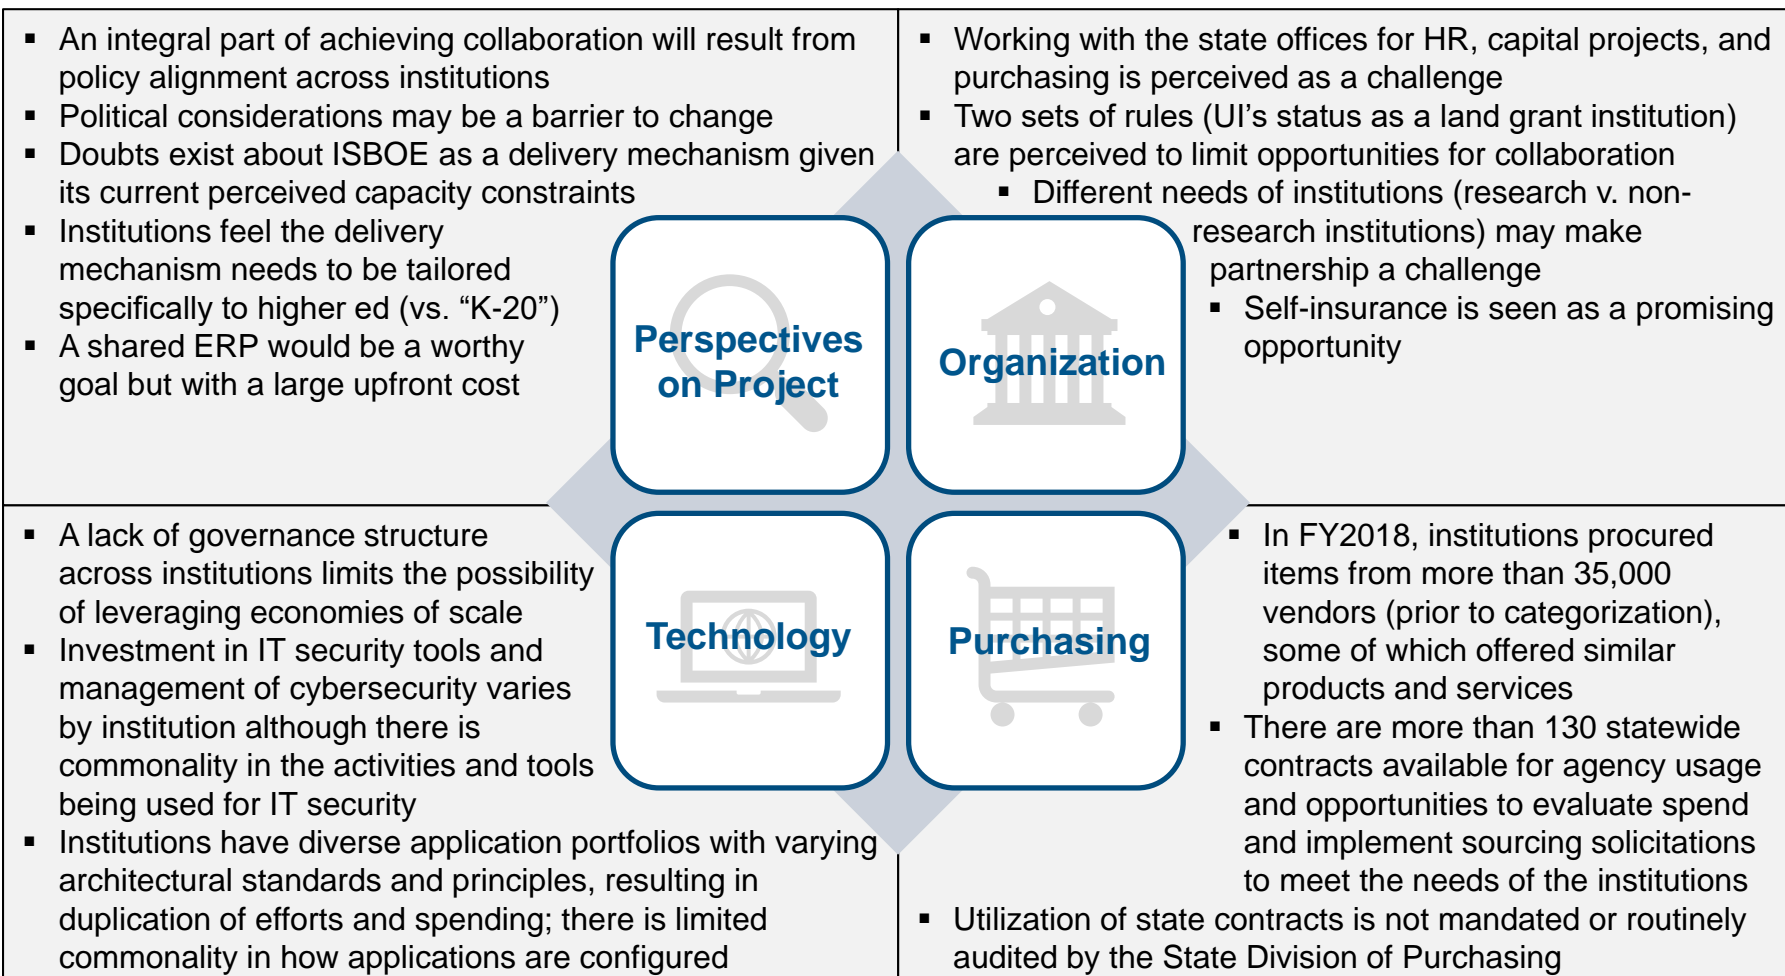 ▪ An integral part of achieving collaboration will result from
policy alignment across institutions
▪ Political considerations may be a barrier to change
▪ Doubts exist about ISBOE as a delivery mechanism given
its current perceived capacity constraints
▪ Institutions feel the delivery
mechanism needs to be tailored
specifically to higher ed (vs. “K-20”)
▪ A shared ERP would be a worthy
goal but with a large upfront cost
Perspectives
on Project
▪ Working with the state offices for HR, capital projects, and
purchasing is perceived as a challenge
▪ Two sets of rules (UI’s status as a land grant institution)
are perceived to limit opportunities for collaboration
▪ Different needs of institutions (research v. non-
research institutions) may make
partnership a challenge
▪ Self-insurance is seen as a promising
opportunity
Organization
▪ A lack of governance structure
across institutions limits the possibility
of leveraging economies of scale
▪ Investment in IT security tools and
management of cybersecurity varies
by institution although there is
commonality in the activities and tools
being used for IT security
▪ Institutions have diverse application portfolios with varying
architectural standards and principles, resulting in
duplication of efforts and spending; there is limited
commonality in how applications are configured
Technology
Purchasing
▪ In FY2018, institutions procured
items from more than 35,000
vendors (prior to categorization),
some of which offered similar
products and services
▪ There are more than 130 statewide
contracts available for agency usage
and opportunities to evaluate spend
and implement sourcing solicitations
to meet the needs of the institutions
▪ Utilization of state contracts is not mandated or routinely
audited by the State Division of Purchasing